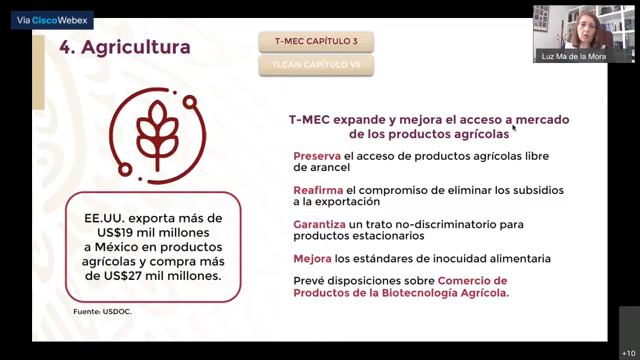 Via CiscoWebex
4. Agricultura
T-MEC CAPÍTULO 3
TLCAN CAPÍTULO VII
Luz Ma de la Mora
T-MEC expande y mejora el acceso a mercado
de los productos agrícolas
Preserva el acceso de productos agrícolas libre
de arancel
Reafirma el compromiso de eliminar los subsidios
a la exportación
Garantiza un trato no-discriminatorio para
productos estacionarios
Mejora los estándares de inocuidad alimentaria
Prevé disposiciones sobre Comercio de
Productos de la Biotecnología Agrícola.
EE.UU. exporta más de
US$19 mil millones
a México en productos
agrícolas y compra más
de US$27 mil millones.
Fuente: USDOC.
+10